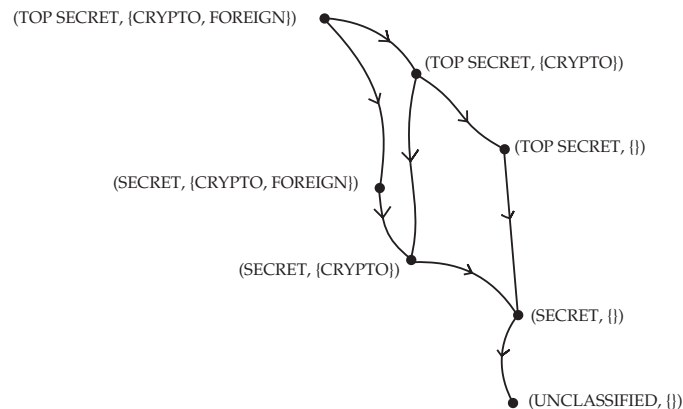 (TOP SECRET, {CRYPTO, FOREIGN})
(TOP SECRET, {CRYPTO})
(TOP SECRET, {})
(SECRET, {CRYPTO, FOREIGN})
(SECRET, {CRYPTO})
(SECRET, {})
(UNCLASSIFIED, {})